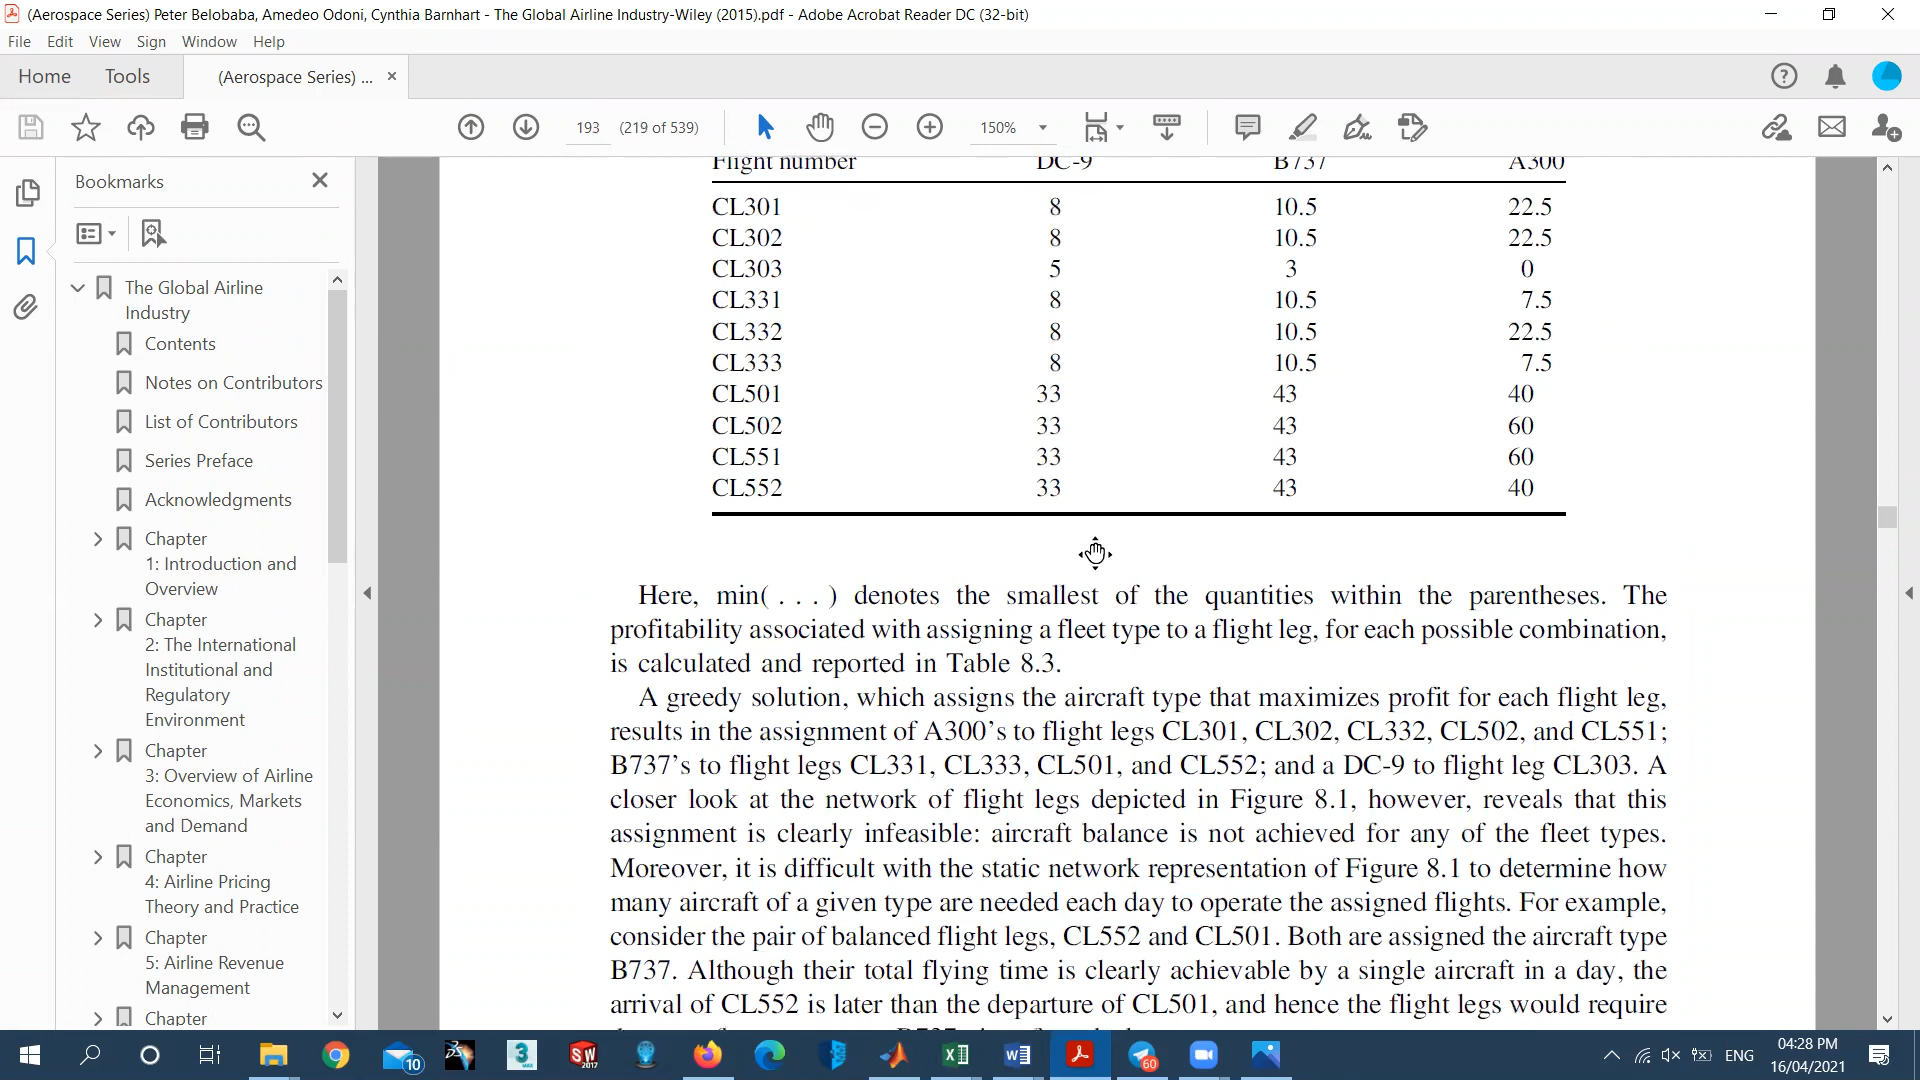 (Aerospace Series) Peter Belobaba, Amedeo Odoni, Cynthia Barnhart - The Global Airline Industry-Wiley (2015).pdf - Adobe Acrobat Reader DC (32-bit)
File Edit View Sign Window Help
Home Tools (Aerospace Series) ...
193 (219 of 539) 150%
Bookmarks
The Global Airline
Industry
Contents
Notes on Contributors
List of Contributors
Series Preface
Acknowledgments
Chapter
1: Introduction and
Overview
Chapter
2: The International
Institutional and
Regulatory
Environment
Chapter
3: Overview of Airline
Economics, Markets
and Demand
Chapter
4: Airline Pricing
Theory and Practice
Chapter
5: Airline Revenue
Management
Chapter
Flight number DC-9 B737 A300
CL301 8 10.5 22.5
CL302 8 10.5 22.5
CL303 5 3 0
CL331 8 10.5 7.5
CL332 8 10.5 22.5
CL333 8 10.5 7.5
CL501 33 43 40
CL502 33 43 60
CL551 33 43 60
CL552 33 43 40
Here, min( . . . ) denotes the smallest of the quantities within the parentheses. The
profitability associated with assigning a fleet type to a flight leg, for each possible combination,
is calculated and reported in Table 8.3.
A greedy solution, which assigns the aircraft type that maximizes profit for each flight leg,
results in the assignment of A300's to flight legs CL301, CL302, CL332, CL502, and CL551;
B737's to flight legs CL331, CL333, CL501, and CL552; and a DC-9 to flight leg CL303. A
closer look at the network of flight legs depicted in Figure 8.1, however, reveals that this
assignment is clearly infeasible: aircraft balance is not achieved for any of the fleet types.
Moreover, it is difficult with the static network representation of Figure 8.1 to determine how
many aircraft of a given type are needed each day to operate the assigned flights. For example,
consider the pair of balanced flight legs, CL552 and CL501. Both are assigned the aircraft type
B737. Although their total flying time is clearly achievable by a single aircraft in a day, the
arrival of CL552 is later than the departure of CL501, and hence the flight legs would require
10 3 SW 2017 60 ENG 04:28 PM
16/04/2021